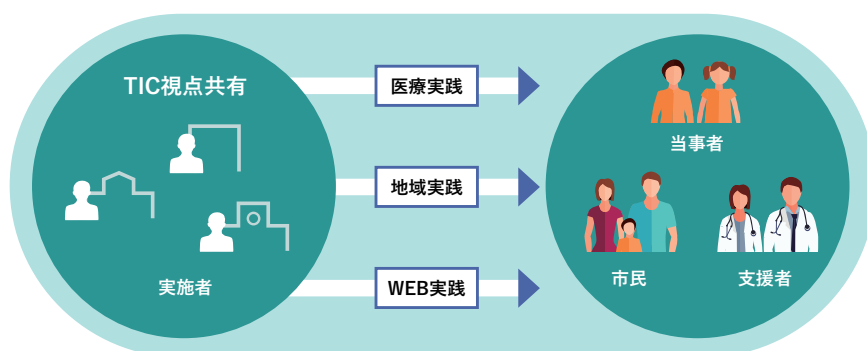 TIC視点共有
実施者
医療実践
地域実践
WEB実践
当事者
市民
支援者